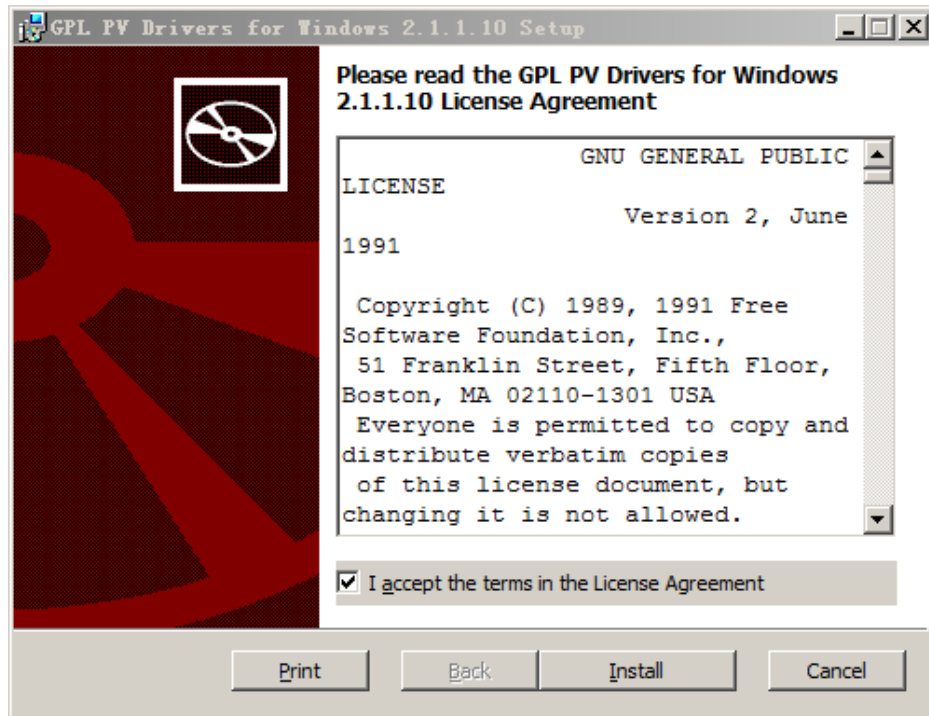 GPL PV Drivers for Windows 2.1.1.10 Setup
Please read the GPL PV Drivers for Windows
2.1.1.10 License Agreement
GNU GENERAL PUBLIC
LICENSE
Version 2, June
1991
Copyright (C) 1989, 1991 Free
Software Foundation, Inc.,
51 Franklin Street, Fifth Floor,
Boston, MA 02110-1301 USA
Everyone is permitted to copy and
distribute verbatim copies
of this license document, but
changing it is not allowed.
I accept the terms in the License Agreement
Print
Back
Install
Cancel